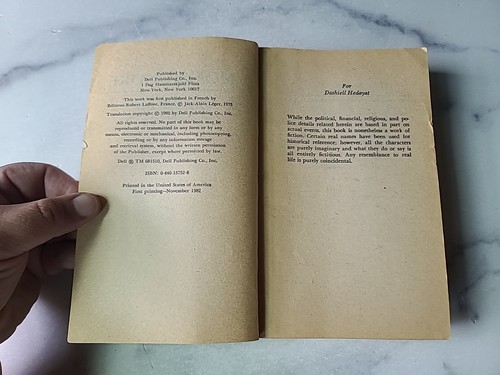 Published by
Dell Publishing Co., Inc.
1 Dag Hammarskjold Plaza
New York, New York 10017
This work was first published in French by
Editions Robert Laffont, France. © Jack-Alain Léger, 1975
Translation copyright © 1982 by Dell Publishing Co., Inc.
All rights reserved. No part of this book may be
reproduced or transmitted in any form or by any
means, electronic or mechanical, including photocopying,
recording or by any information storage
and retrieval system, without the written permission
of the Publisher, except where permitted by law.
Dell ® TM 681510, Dell Publishing Co., Inc.
ISBN: 0-440-15752-8
Printed in the United States of America
First printing—November 1982
For
Dashiell Hedayat
While the political, financial, religious, and po-
lice details related herein are based in part on
actual events, this book is nonetheless a work of
fiction. Certain real names have been used for
historical reference; however, all the characters
are purely imaginary and what they do or say is
all entirely fictitious. Any resemblance to real
life is purely coincidental.